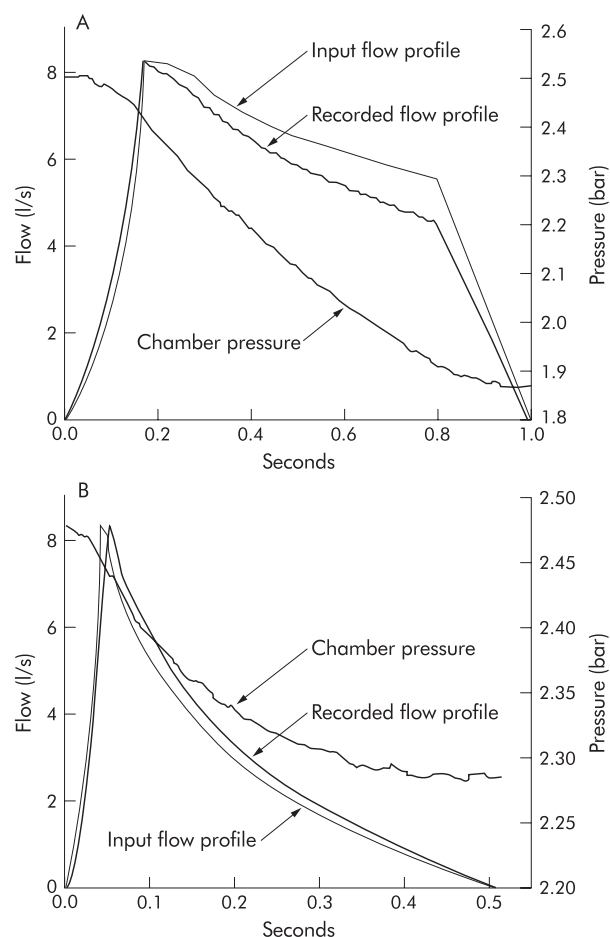 A
Input flow profile
Recorded flow profile
Chamber pressure
Flow (l/s)
8
6
4
2
0
Pressure (bar)
2.6
2.5
2.4
2.3
2.2
2.1
2.0
1.9
1.8
0.0 0.2 0.4 0.6 0.8 1.0
Seconds
B
Chamber pressure
Recorded flow profile
Input flow profile
Flow (l/s)
8
6
4
2
0
Pressure (bar)
2.50
2.45
2.40
2.35
2.30
2.25
2.20
0.0 0.1 0.2 0.3 0.4 0.5
Seconds